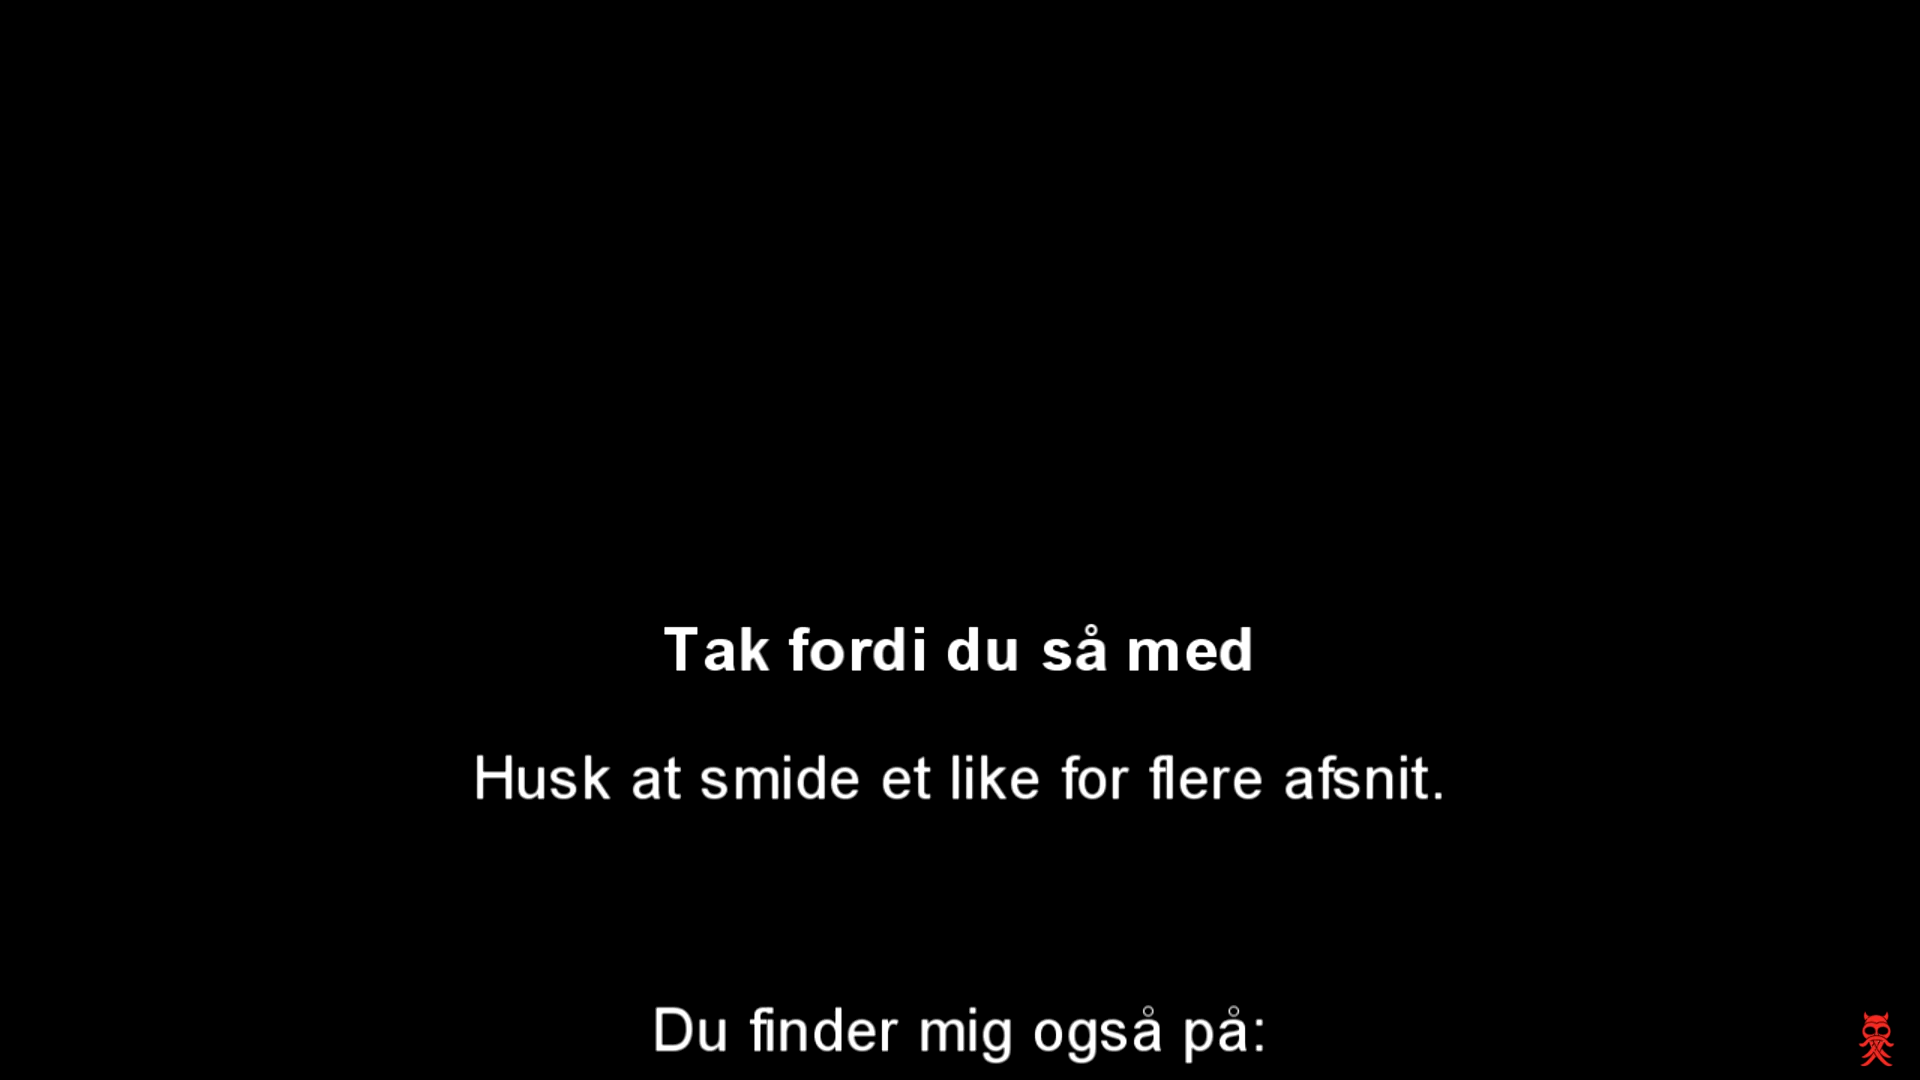 Tak fordi du så med
Husk at smide et like for flere afsnit.
Du finder mig også på: